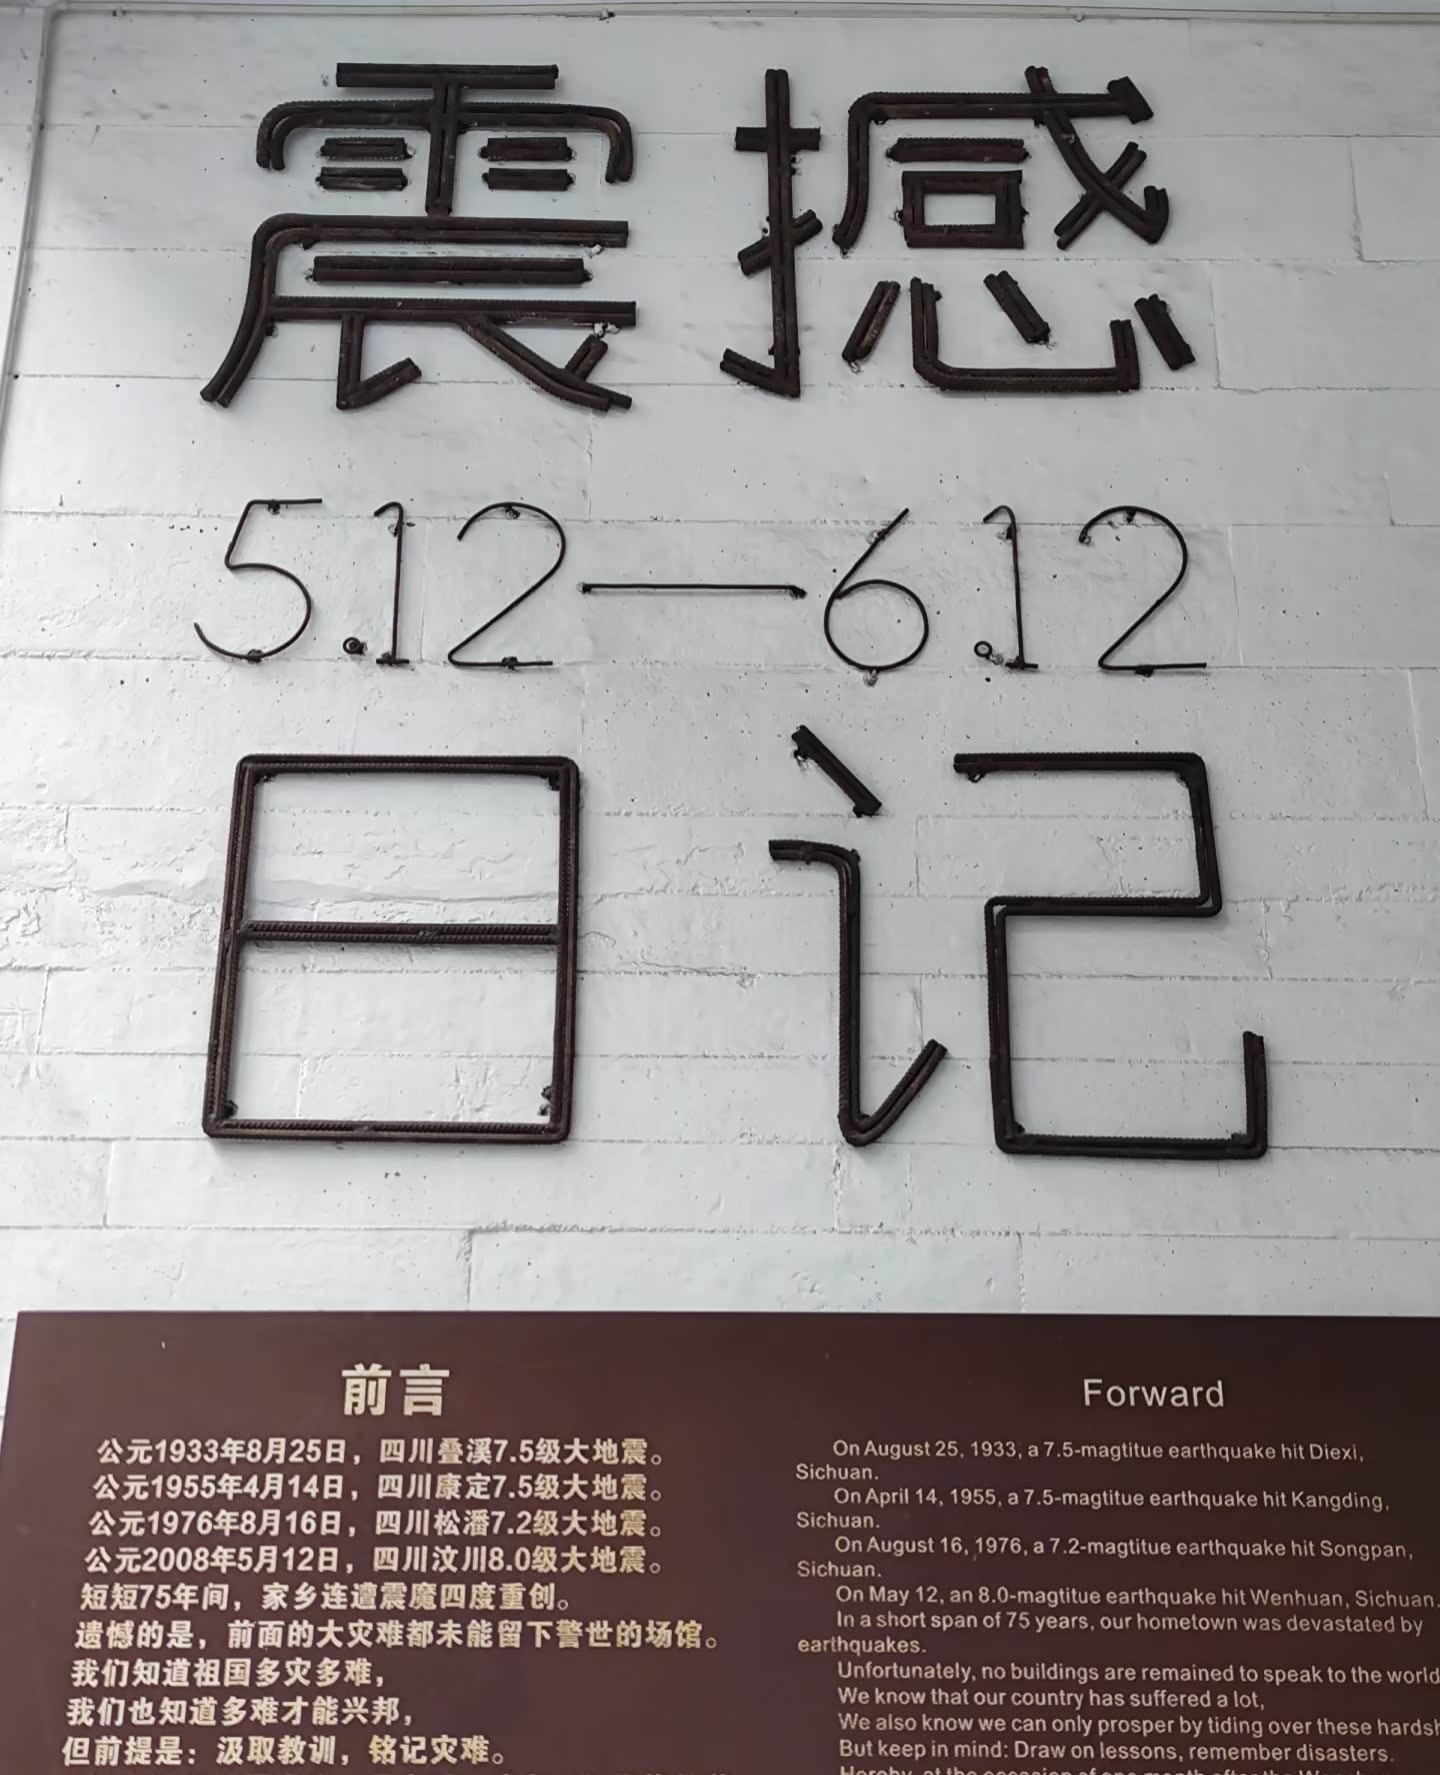 震撼
5.12—6.12
日记
前言
公元1933年8月25日，四川叠溪7.5级大地震。
公元1955年4月14日，四川康定7.5级大地震。
公元1976年8月16日，四川松潘7.2级大地震。
公元2008年5月12日，四川汶川8.0级大地震。
短短75年间，家乡连遭震魔四度重创。
遗憾的是，前面的大灾难都未能留下警世的场馆。
我们知道祖国多灾多难，
我们也知道多难才能兴邦，
但前提是：汲取教训，铭记灾难。
Forward
On August 25, 1933, a 7.5-magtitue earthquake hit Diexi,
Sichuan.
On April 14, 1955, a 7.5-magtitue earthquake hit Kangding,
Sichuan.
On August 16, 1976, a 7.2-magtitue earthquake hit Songpan,
Sichuan.
On May 12, an 8.0-magtitue earthquake hit Wenhuan, Sichuan.
In a short span of 75 years, our hometown was devastated by
earthquakes.
Unfortunately, no buildings are remained to speak to the world
We know that our country has suffered a lot,
We also know we can only prosper by tiding over these
But keep in mind: Draw on lessons, remember disasters.
Hereby, at the occasion of one month after the